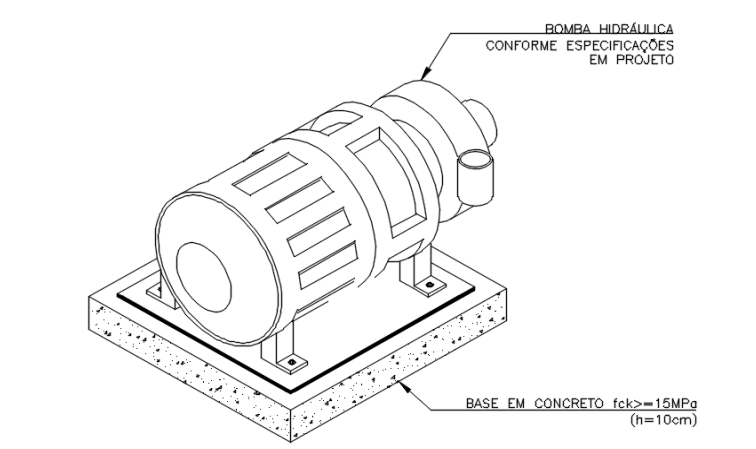 BOMBA HIDRÁULICA
CONFORME ESPECIFICAÇÕES
EM PROJETO
BASE EM CONCRETO fck>=15MPa
(h=10cm)